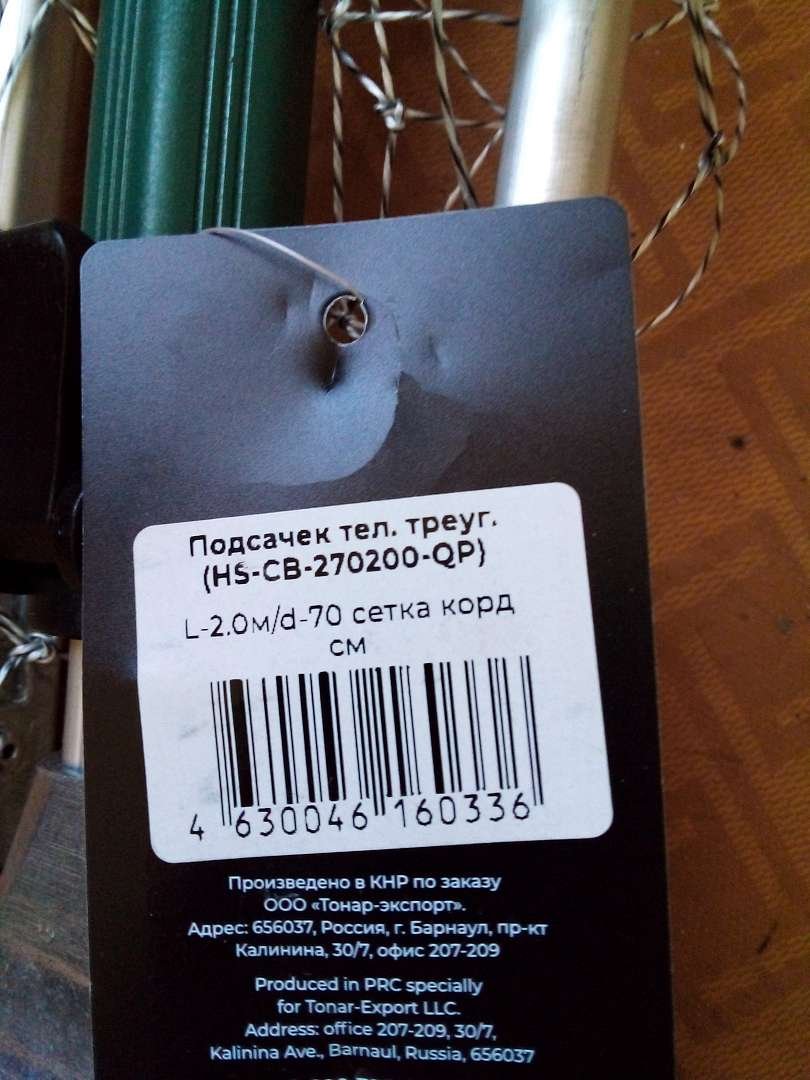 Подсачек тел. треуг.
(HS-CB-270200-QP)
L-2.0м/d-70 сетка корд
см
4 630046 160336
Произведено в КНР по заказу
ООО «Тонар-экспорт».
Адрес: 656037, Россия, г. Барнаул, пр-кт
Калинина, 30/7, офис 207-209
Produced in PRC specially
for Tonar-Export LLC.
Address: office 207-209, 30/7,
Kalinina Ave., Barnaul, Russia, 656037